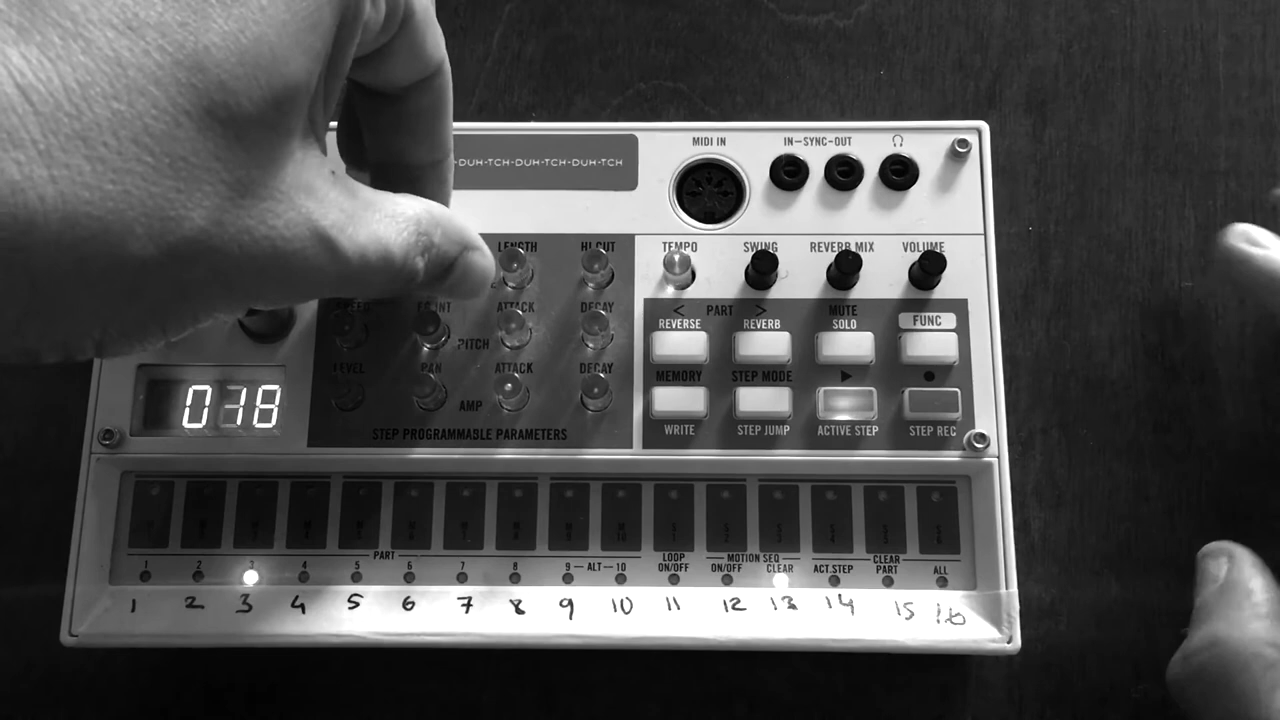 -DUH-TCH-DUH-TCH-DUH-TCH
MIDI IN
IN-SYNC-OUT
LENGTH
HI CUT
TEMPO
SWING
REVERB MIX
VOLUME
SPEED
EG INT
ATTACK
DECAY
PITCH
< PART >
MUTE
REVERSE
REVERB
SOLO
FUNC
LEVEL
PAN
ATTACK
DECAY
AMP
MEMORY
STEP MODE
018
STEP PROGRAMMABLE PARAMETERS
WRITE
STEP JUMP
ACTIVE STEP
STEP REC
PART
LOOP
MOTION SEQ
CLEAR
1 2 3 4 5 6 7 8 9 - ALT - 10 ON/OFF ON/OFF CLEAR ACT.STEP PART ALL
1 2 3 4 5 6 7 8 9 10 11 12 13 14 15 16